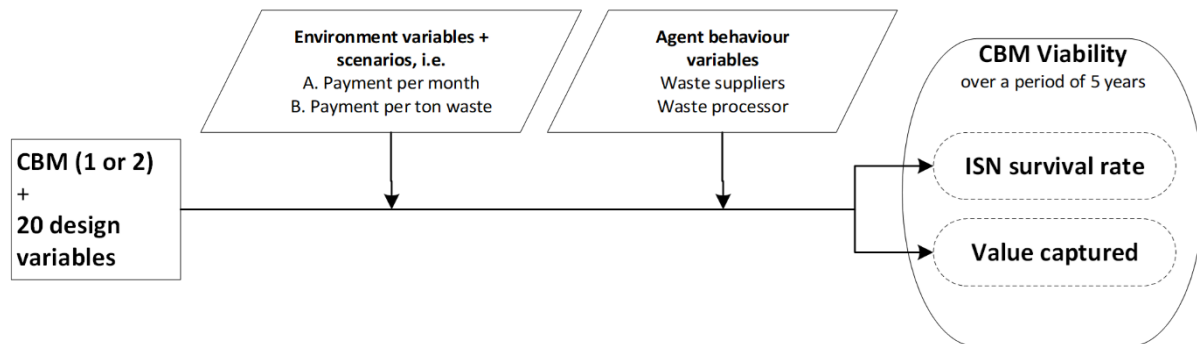 Environment variables +
scenarios, i.e.
A. Payment per month
B. Payment per ton waste
Agent behaviour
variables
Waste suppliers
Waste processor
CBM Viability
over a period of 5 years
CBM (1 or 2)
+
20 design
variables
ISN survival rate
Value captured